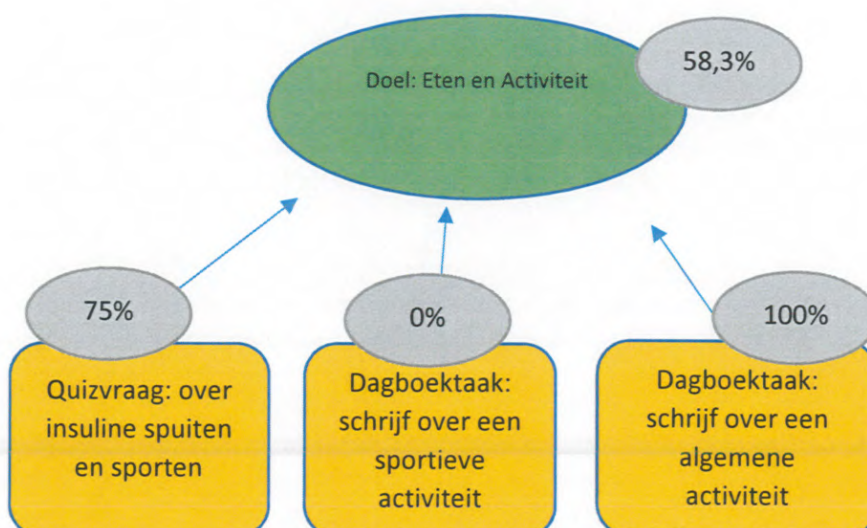 Doel: Eten en Activiteit
58,3%
75%
0%
100%
Quizvraag: over
insuline spuiten
en sporten
Dagboektaak:
schrijf over een
sportieve
activiteit
Dagboektaak:
schrijf over een
algemene
activiteit